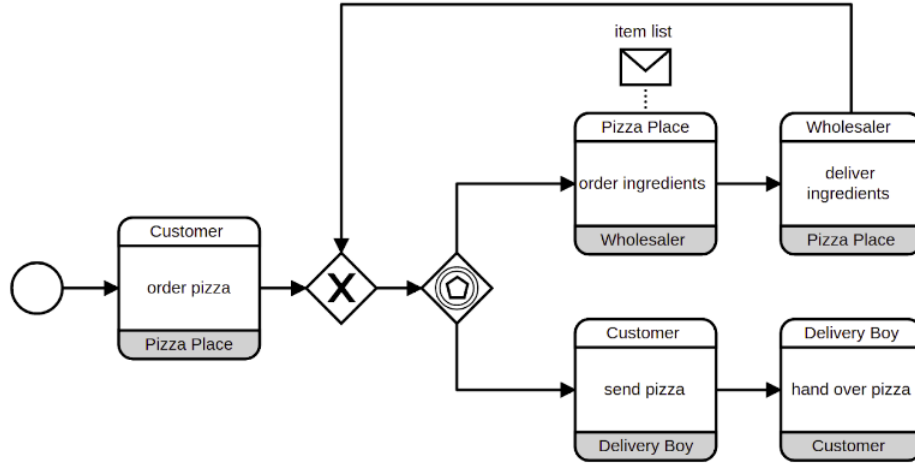 item list
Pizza Place
order ingredients
Wholesaler
Wholesaler
deliver
ingredients
Pizza Place
Customer
order pizza
Pizza Place
X
Customer
send pizza
Delivery Boy
Delivery Boy
hand over pizza
Customer